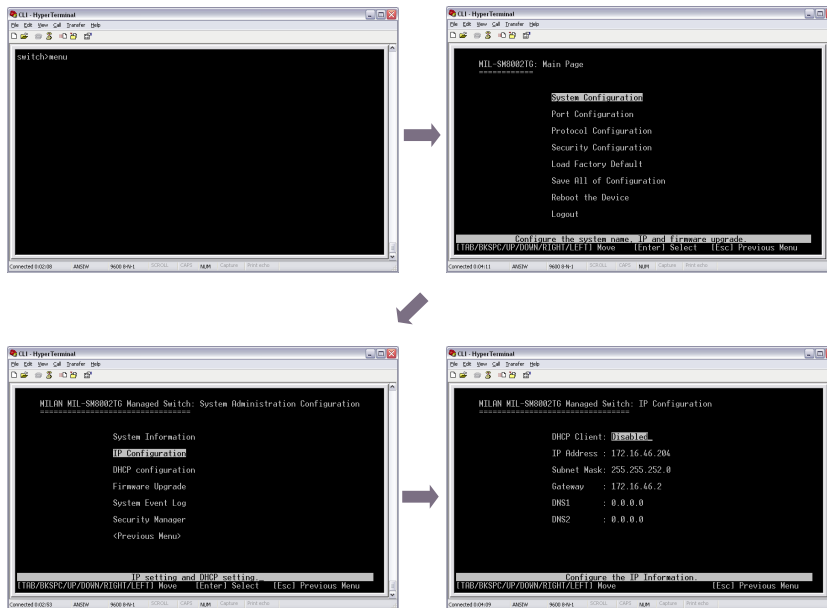 CLI - HyperTerminal
File Edit View Call Transfer Help
switch>menu
Connected 0:02:08 ANSIW 9600 8-N-1 SCROLL CAPS NUM Capture Print echo
CLI - HyperTerminal
File Edit View Call Transfer Help
MIL-SM8002TG: Main Page
============
System Configuration
Port Configuration
Protocol Configuration
Security Configuration
Load Factory Default
Save All of Configuration
Reboot the Device
Logout
Configure the system name, IP and firmware upgrade.
[TAB/BKSPC/UP/DOWN/RIGHT/LEFT] Move [Enter] Select [Esc] Previous Menu
Connected 0:04:11 ANSIW 9600 8-N-1 SCROLL CAPS NUM Capture Print echo
CLI - HyperTerminal
File Edit View Call Transfer Help
MILAN MIL-SM8002TG Managed Switch: System Administration Configuration
=================================
System Information
IP Configuration
DHCP configuration
Firmware Upgrade
System Event Log
Security Manager
<Previous Menu>
IP setting and DHCP setting._
[TAB/BKSPC/UP/DOWN/RIGHT/LEFT] Move [Enter] Select [Esc] Previous Menu
Connected 0:02:53 ANSIW 9600 8-N-1 SCROLL CAPS NUM Capture Print echo
CLI - HyperTerminal
File Edit View Call Transfer Help
MILAN MIL-SM8002TG Managed Switch: IP Configuration
=================================
DHCP Client: Disabled_
IP Address : 172.16.46.204
Subnet Mask: 255.255.252.0
Gateway : 172.16.46.2
DNS1 : 0.0.0.0
DNS2 : 0.0.0.0
Configure the IP Information.
[TAB/BKSPC/UP/DOWN/RIGHT/LEFT] Move [Esc] Previous Menu
Connected 0:04:09 ANSIW 9600 8-N-1 SCROLL CAPS NUM Capture Print echo